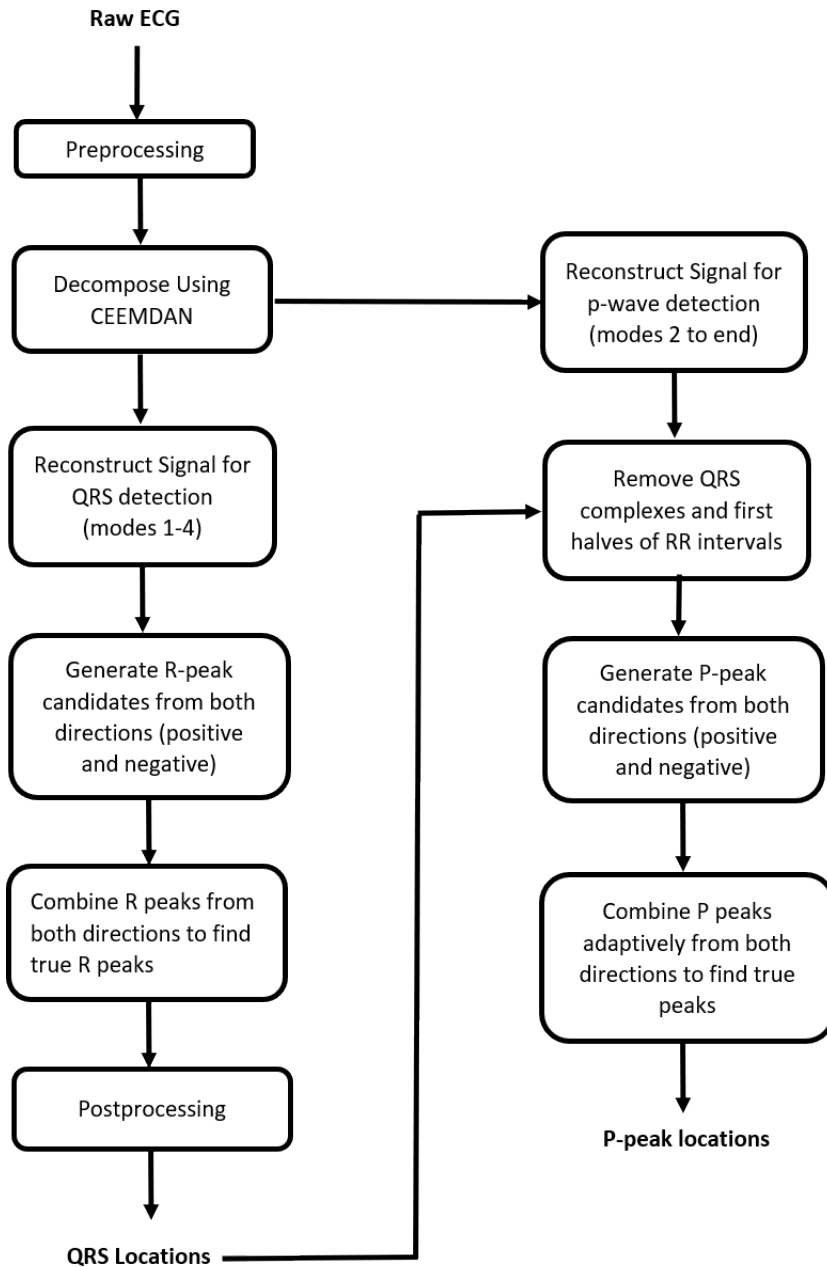 Raw ECG
Preprocessing
Decompose Using
CEEMDAN
Reconstruct Signal for
QRS detection
(modes 1-4)
Generate R-peak
candidates from both
directions (positive
and negative)
Combine R peaks from
both directions to find
true R peaks
Postprocessing
QRS Locations
Reconstruct Signal for
p-wave detection
(modes 2 to end)
Remove QRS
complexes and first
halves of RR intervals
Generate P-peak
candidates from both
directions (positive
and negative)
Combine P peaks
adaptively from both
directions to find true
peaks
P-peak locations